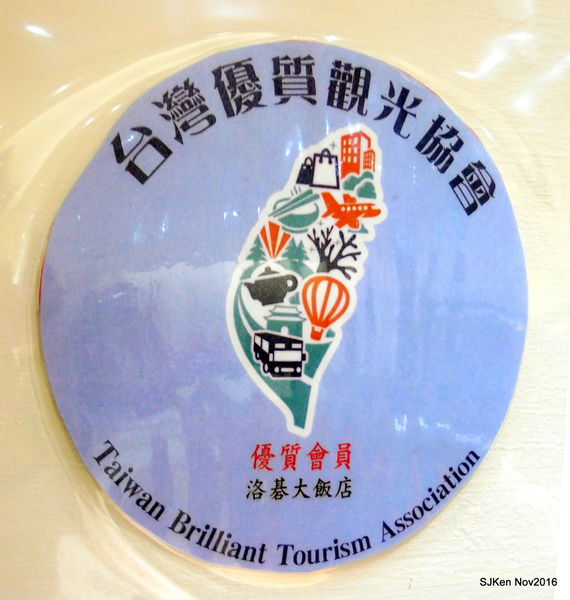 台灣優質觀光協會
優質會員
洛碁大飯店
Taiwan Brilliant Tourism Association
SJKen Nov2016